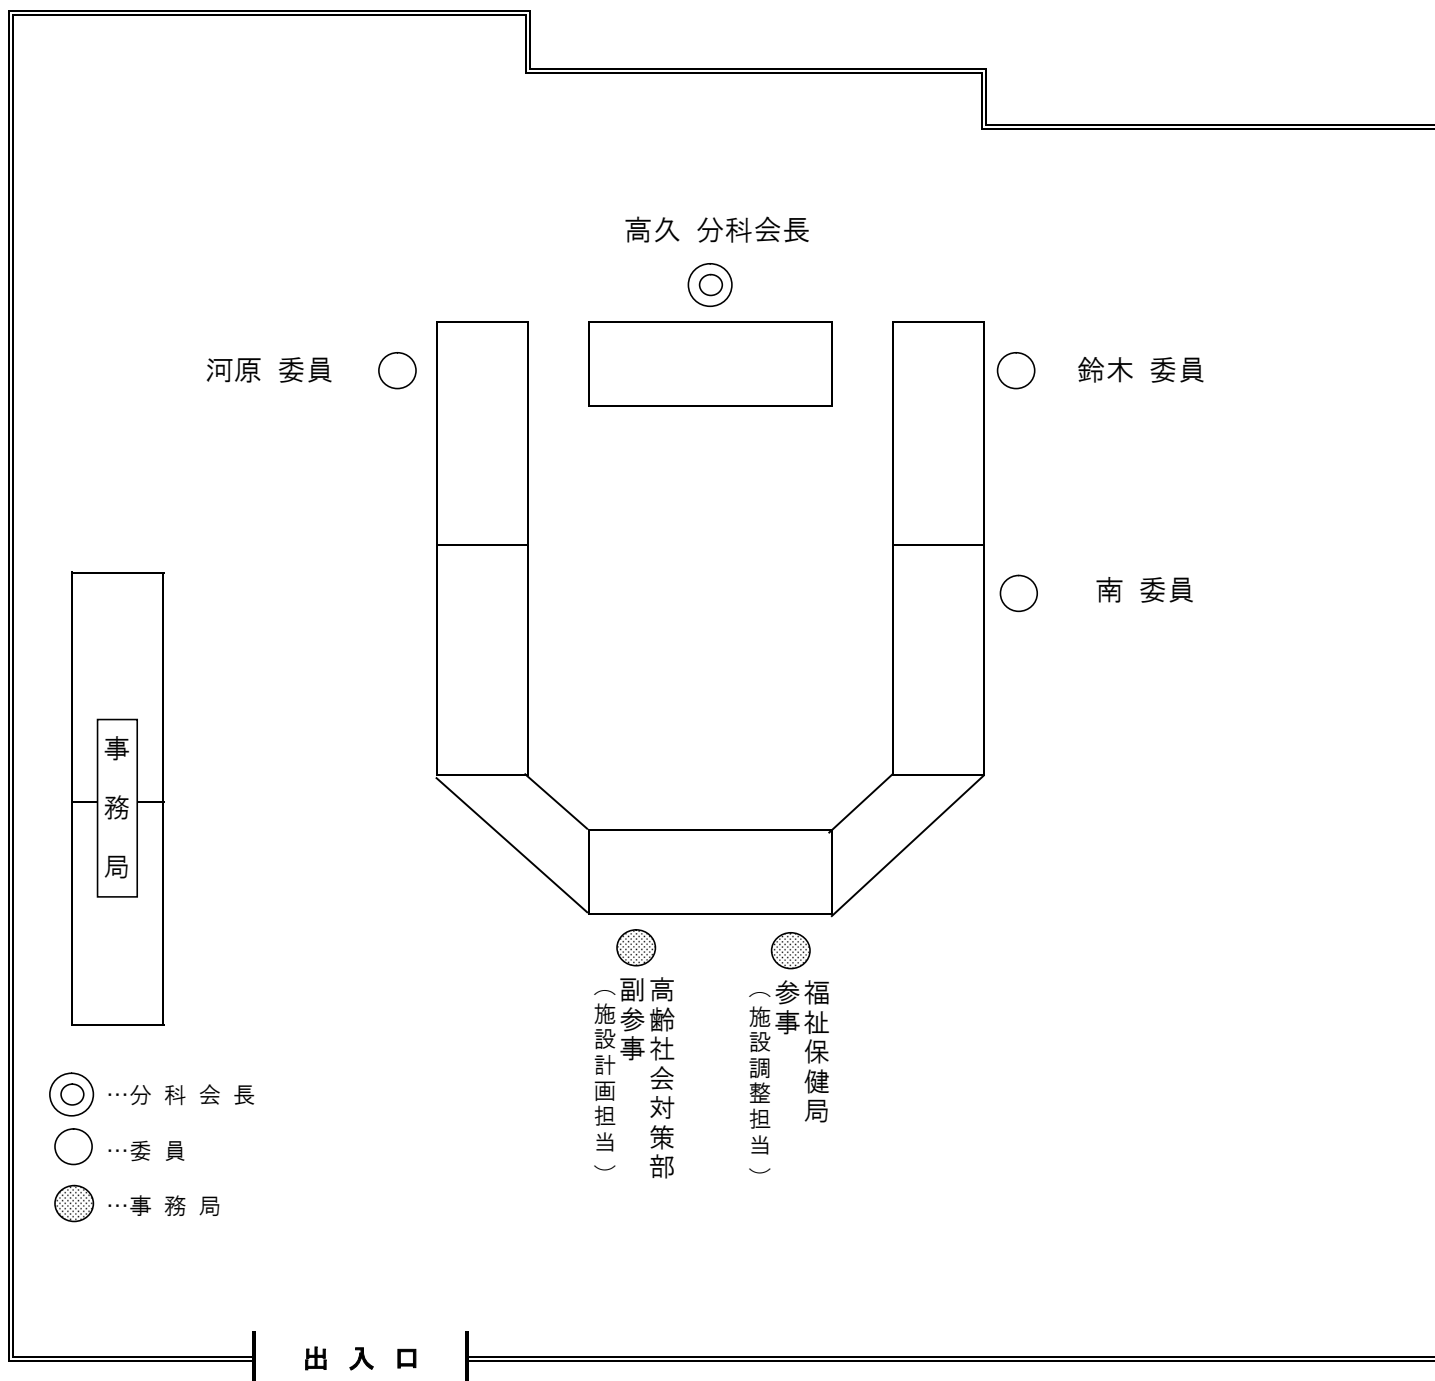 高久 分科会長
河原 委員
鈴木 委員
南 委員
事務局
福祉保健局
参事
（施設調整担当）
高齢社会対策部
副参事
（施設計画担当）
…分科会長
…委員
…事務局
出入口